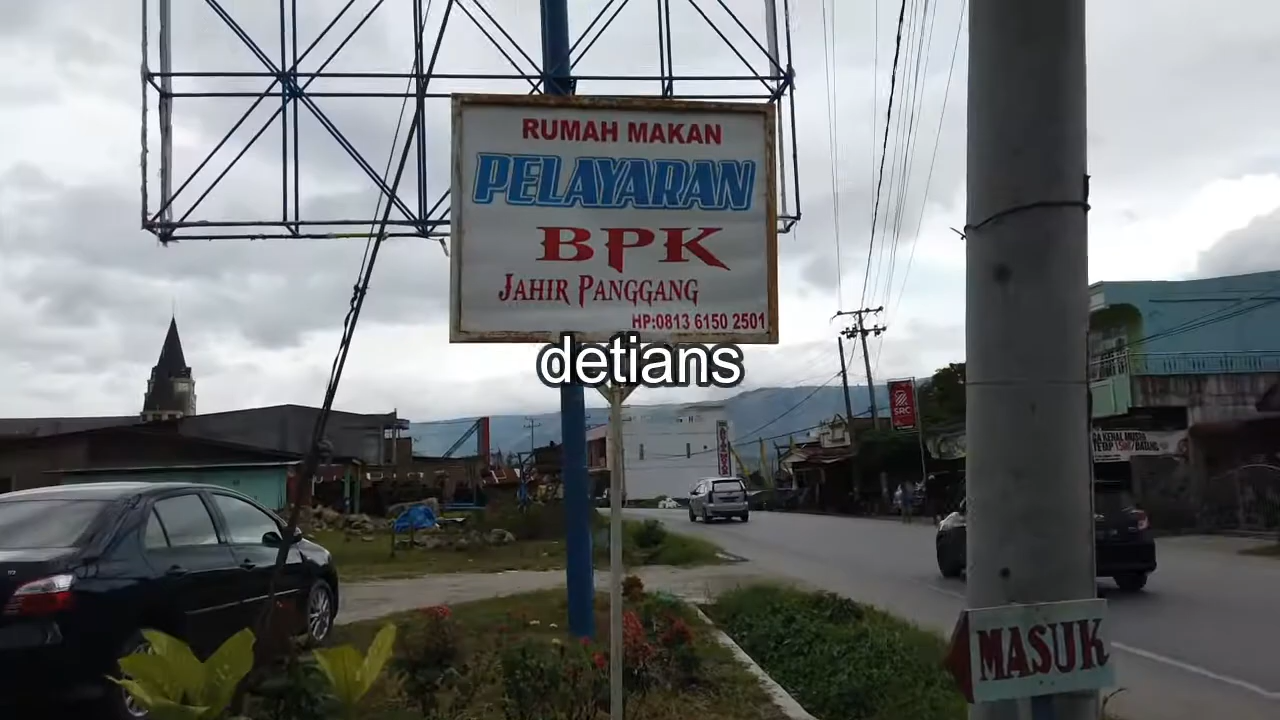 RUMAH MAKAN
PELAYARAN
BPK
JAHIR PANGGANG
HP:0813 6150 2501
detians
SRC
MASUK